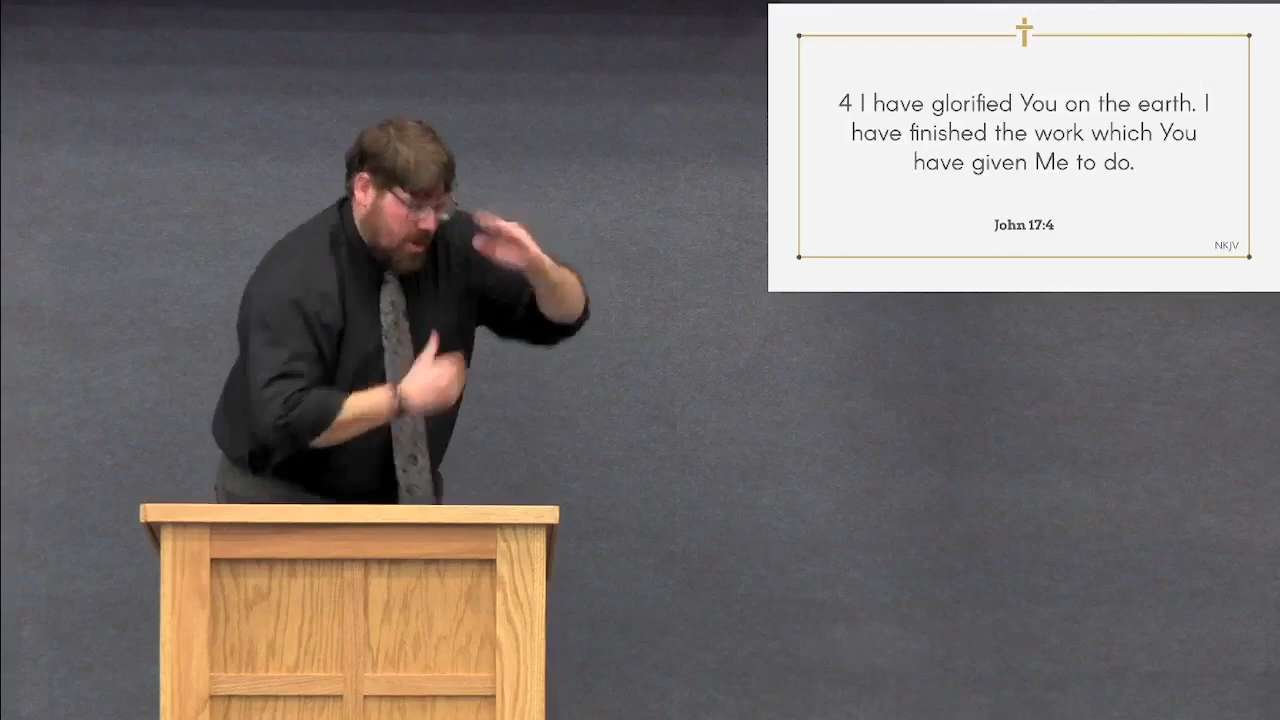 4 I have glorified You on the earth. I
have finished the work which You
have given Me to do.
John 17:4
NKJV